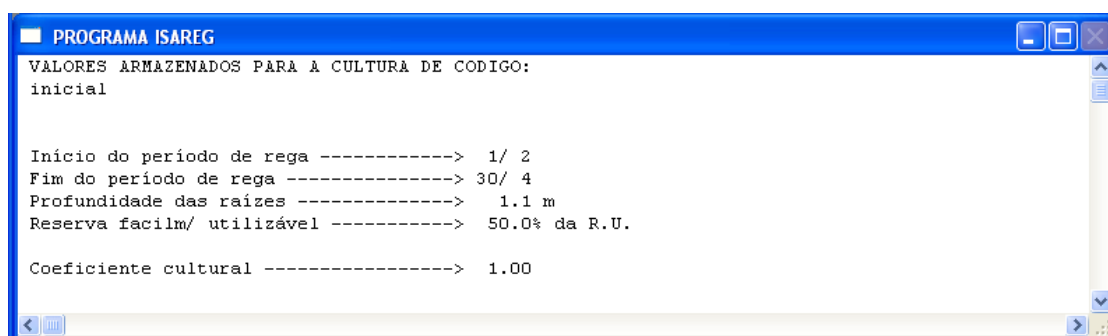 PROGRAMA ISAREG
VALORES ARMAZENADOS PARA A CULTURA DE CODIGO:
inicial
Início do período de rega ------------> 1/ 2
Fim do período de rega ---------------> 30/ 4
Profundidade das raízes --------------> 1.1 m
Reserva facilm/ utilizável -----------> 50.0% da R.U.
Coeficiente cultural -----------------> 1.00